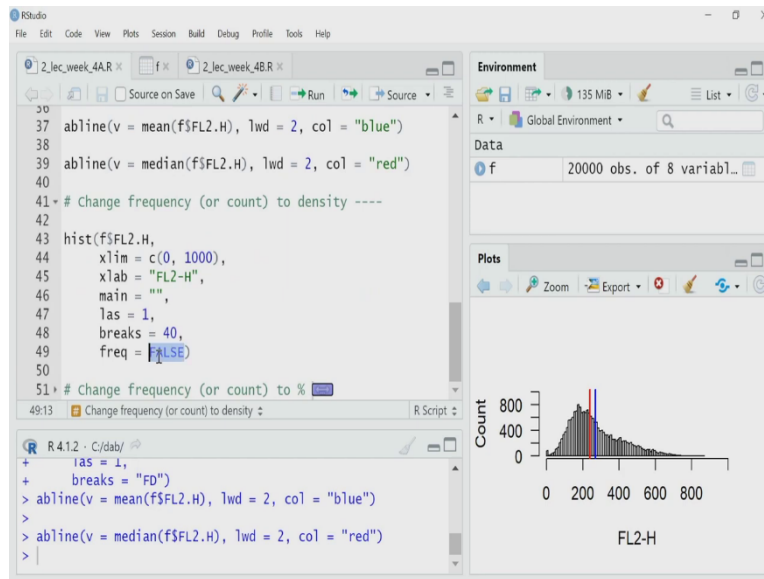 RStudio
File Edit Code View Plots Session Build Debug Profile Tools Help
2_lec_week_4A.R × f × 2_lec_week_4B.R ×
Source on Save Run Source
36
37 abline(v = mean(f$FL2.H), lwd = 2, col = "blue")
38
39 abline(v = median(f$FL2.H), lwd = 2, col = "red")
40
41 # Change frequency (or count) to density ----
42
43 hist(f$FL2.H,
44 xlim = c(0, 1000),
45 xlab = "FL2-H",
46 main = "",
47 las = 1,
48 breaks = 40,
49 freq = FALSE)
50
51 # Change frequency (or count) to %
49:13 # Change frequency (or count) to density R Script
R 4.1.2 · C:/dab/
+ las = 1,
+ breaks = "FD")
> abline(v = mean(f$FL2.H), lwd = 2, col = "blue")
>
> abline(v = median(f$FL2.H), lwd = 2, col = "red")
>
Environment
135 MiB List
R Global Environment
Data
f 20000 obs. of 8 variabl…
Plots
Zoom Export
Count
800
400
0
0 200 400 600 800
FL2-H